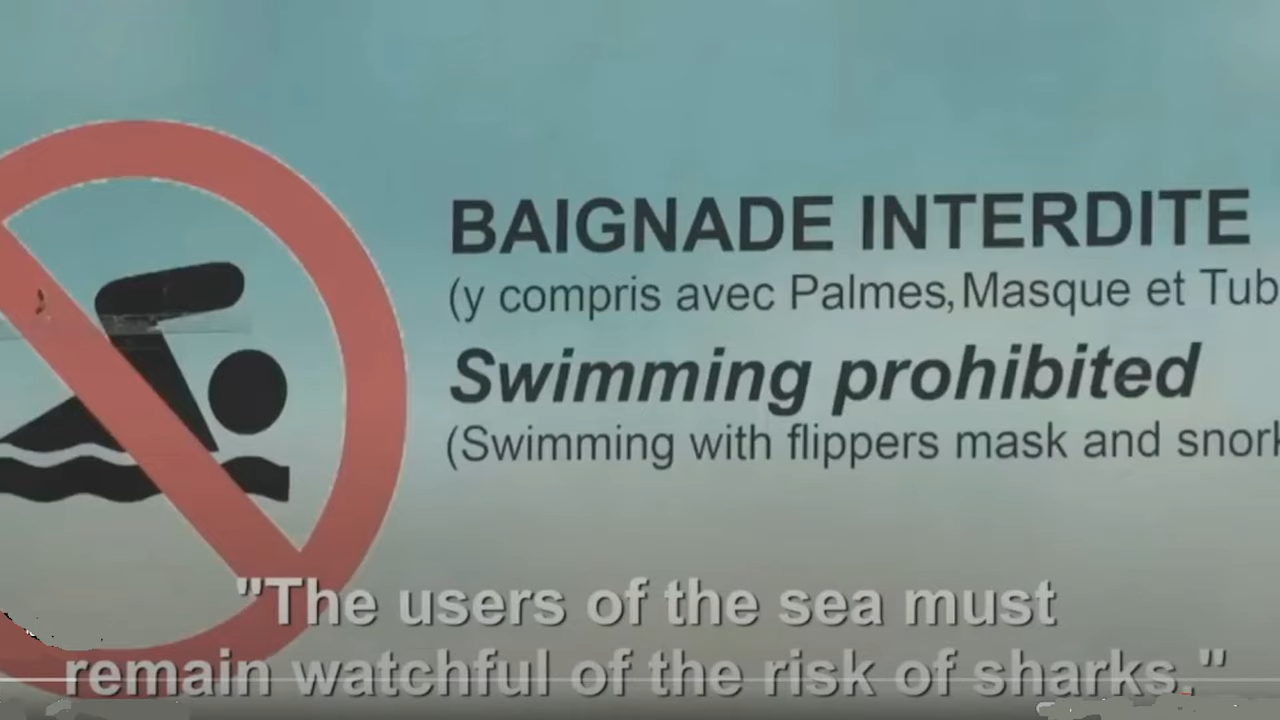 BAIGNADE INTERDITE
(y compris avec Palmes, Masque et Tub
Swimming prohibited
(Swimming with flippers mask and snork
"The users of the sea must
remain watchful of the risk of sharks."